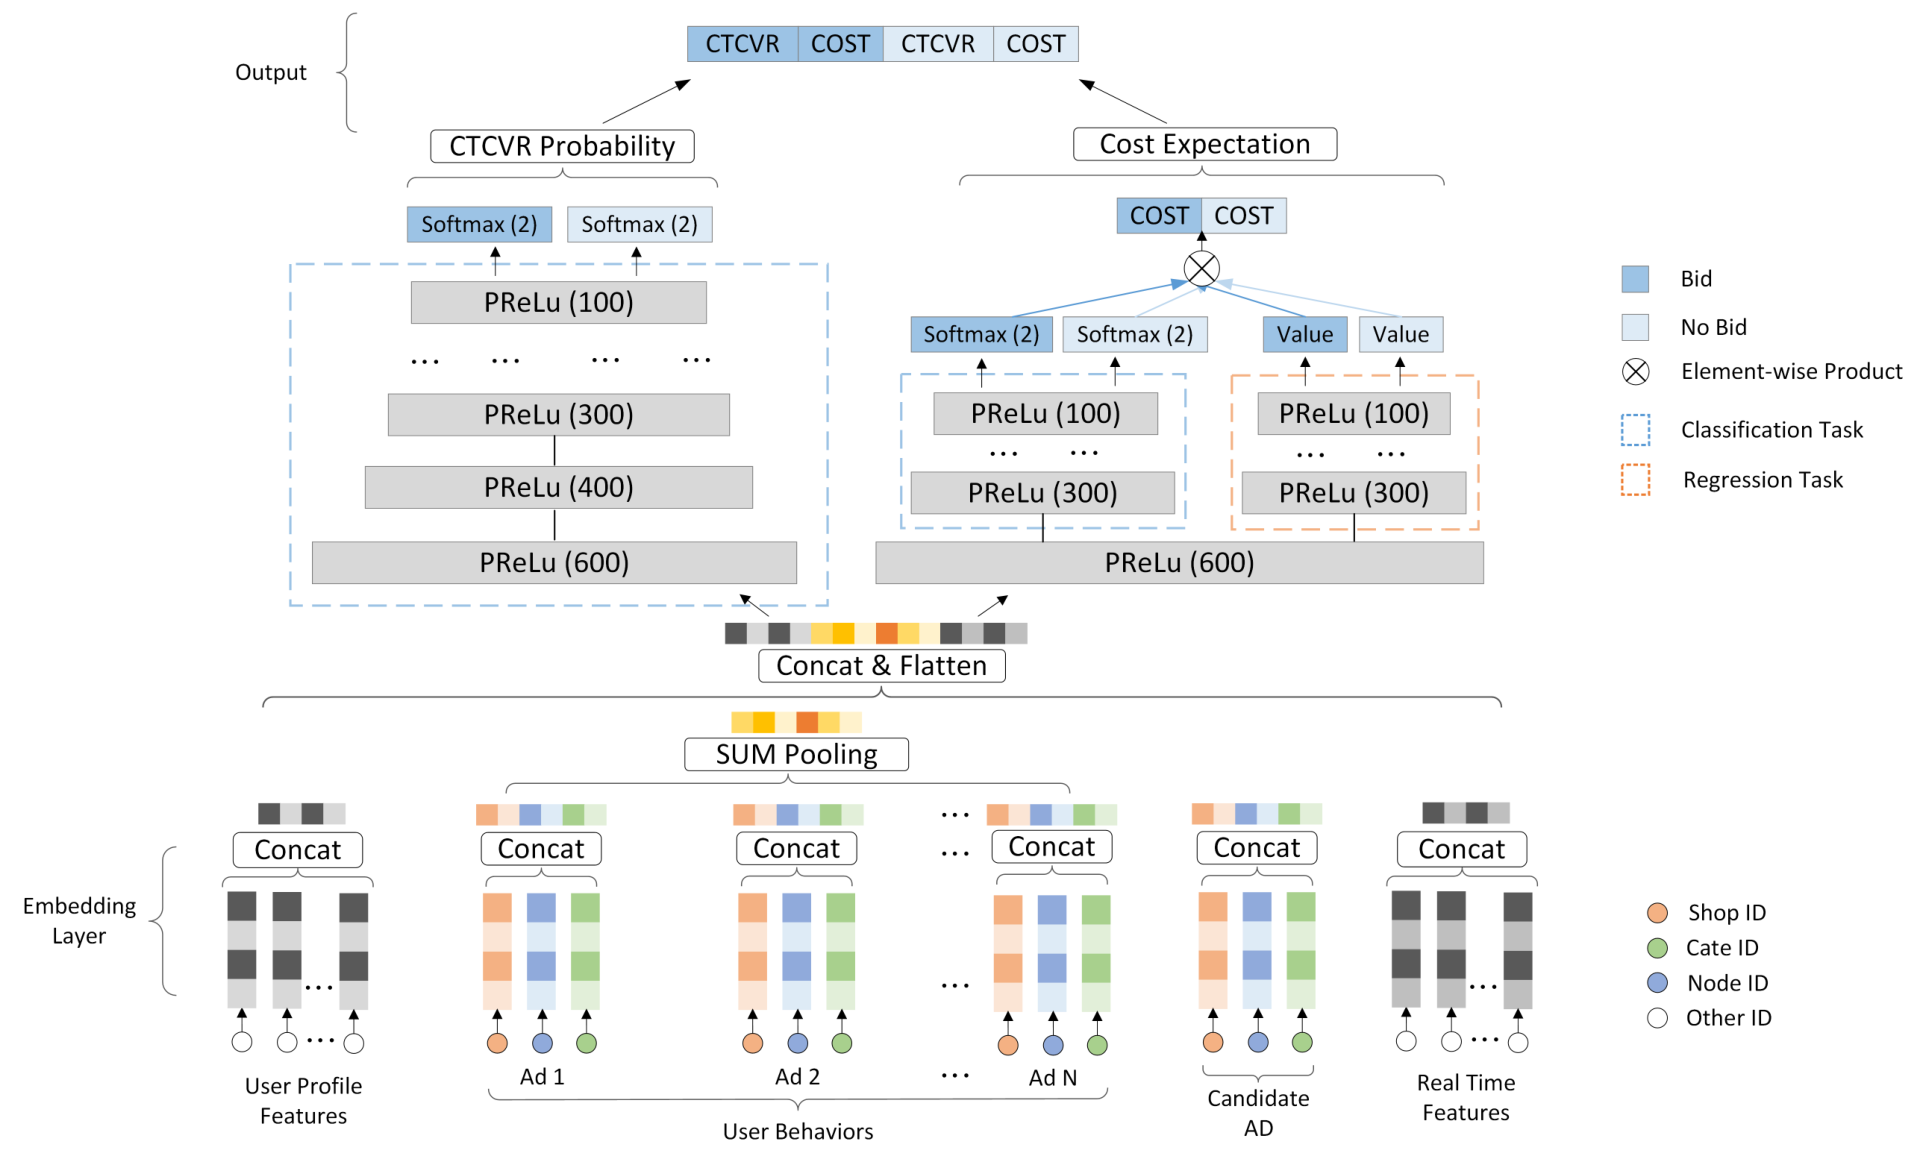 CTCVR COST CTCVR COST
Output
CTCVR Probability
Cost Expectation
Softmax (2) Softmax (2)
COST COST
PReLu (100)
... ... ... ...
PReLu (300)
PReLu (400)
PReLu (600)
Softmax (2) Softmax (2) Value Value
PReLu (100) PReLu (100)
... ... ... ...
PReLu (300) PReLu (300)
PReLu (600)
Bid
No Bid
Element-wise Product
Classification Task
Regression Task
Concat & Flatten
SUM Pooling
...
Concat Concat Concat ... Concat Concat Concat
Embedding
Layer
... ... ...
... ...
Shop ID
Cate ID
Node ID
Other ID
User Profile
Features
Ad 1 Ad 2 ... Ad N
User Behaviors
Candidate
AD
Real Time
Features